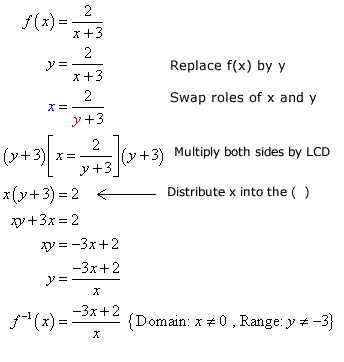 f(x) = 2/(x+3)
y = 2/(x+3) Replace f(x) by y
x = 2/(y+3) Swap roles of x and y
(y+3)[x = 2/(y+3)](y+3) Multiply both sides by LCD
x(y+3) = 2 ← Distribute x into the ( )
xy+3x = 2
xy = −3x+2
y = (−3x+2)/x
f⁻¹(x) = (−3x+2)/x {Domain: x ≠ 0 , Range: y ≠ −3}